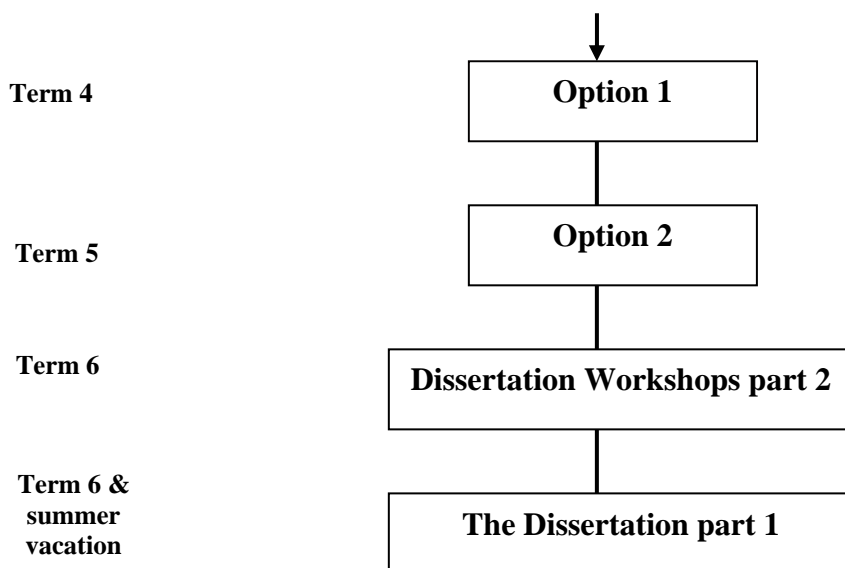 Term 4
Option 1
Term 5
Option 2
Term 6
Dissertation Workshops part 2
Term 6 &
summer
vacation
The Dissertation part 1